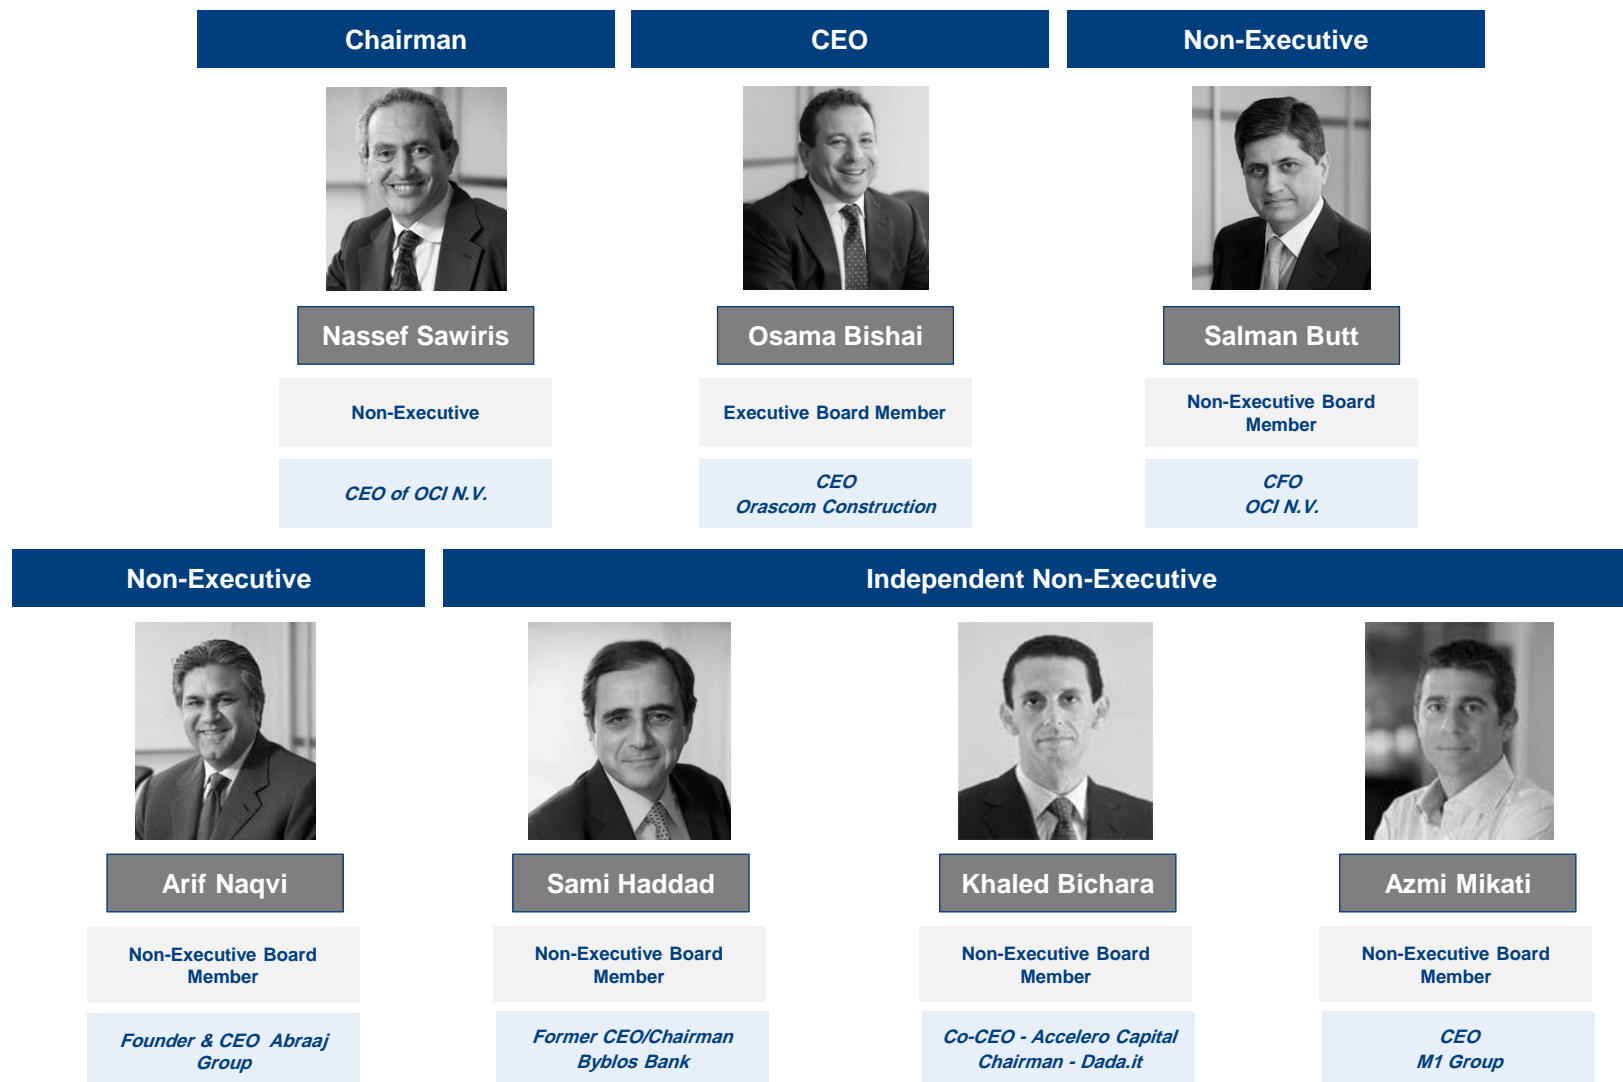 Chairman
CEO
Non-Executive
Nassef Sawiris
Osama Bishai
Salman Butt
Non-Executive
Executive Board Member
Non-Executive Board
Member
CEO of OCI N.V.
CEO
Orascom Construction
CFO
OCI N.V.
Non-Executive
Independent Non-Executive
Arif Naqvi
Sami Haddad
Khaled Bichara
Azmi Mikati
Non-Executive Board
Member
Non-Executive Board
Member
Non-Executive Board
Member
Non-Executive Board
Member
Founder & CEO Abraaj
Group
Former CEO/Chairman
Byblos Bank
Co-CEO - Accelero Capital
Chairman - Dada.it
CEO
M1 Group